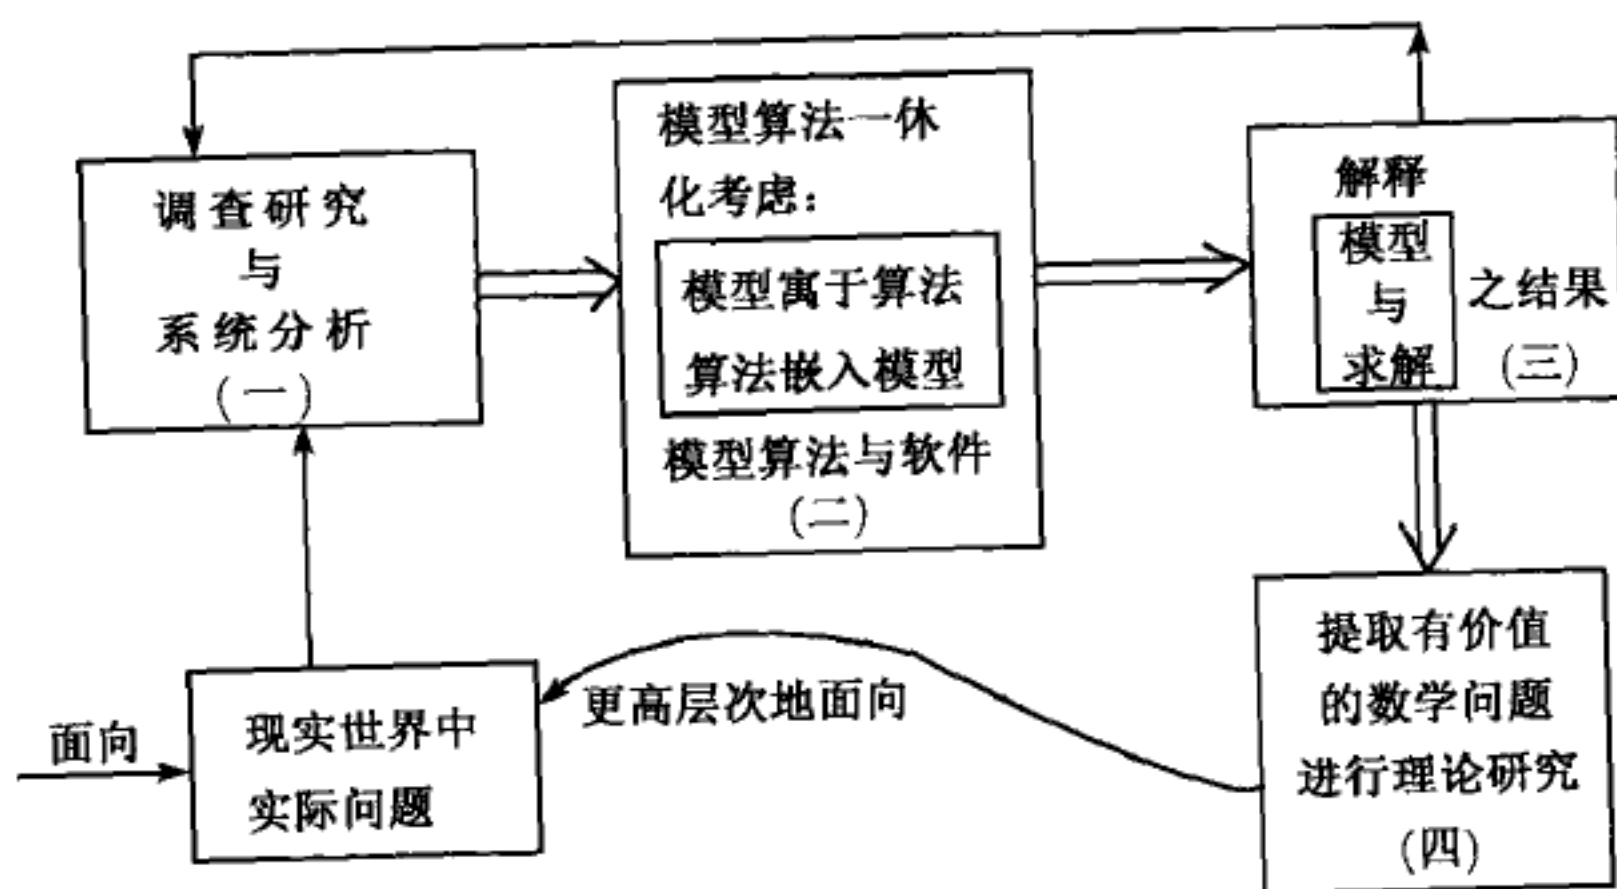 调查研究
与
系统分析
(一)
模型算法一休
化考虑:
模型寓于算法
算法嵌入模型
模型算法与软件
(二)
解释
模型
与
求解
之结果
(三)
提取有价值
的数学问题
进行理论研究
(四)
更高层次地面向
面向
现实世界中
实际问题